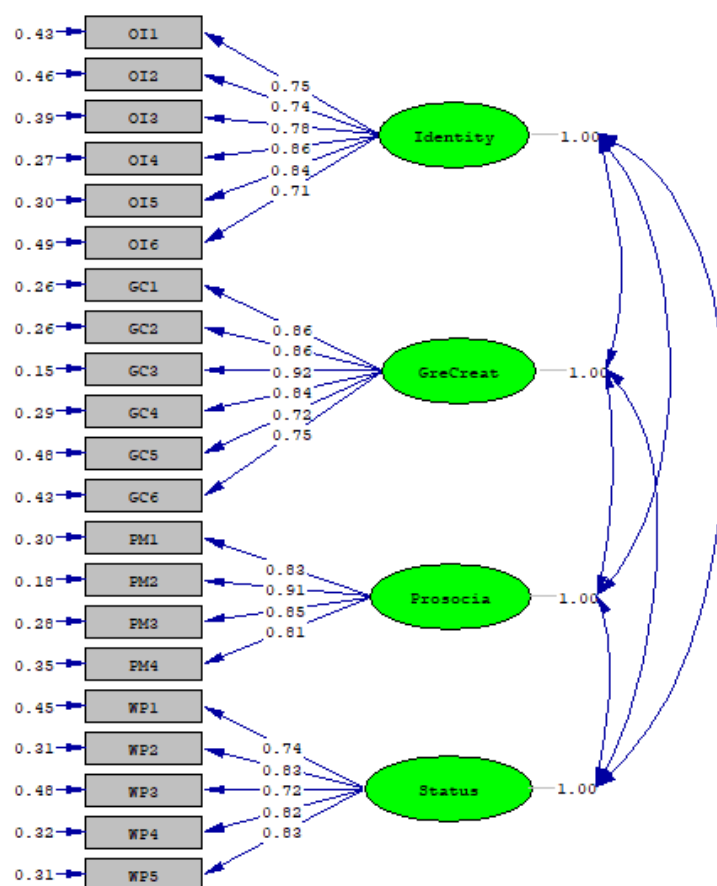 0.43 OI1
0.75
0.46 OI2
0.74
0.39 OI3
0.78
Identity 1.00
0.27 OI4
0.86
0.30 OI5
0.84
0.49 OI6
0.71
0.26 GC1
0.86
0.26 GC2
0.86
0.15 GC3
0.92
GreCreat 1.00
0.29 GC4
0.84
0.48 GC5
0.72
0.43 GC6
0.75
0.30 PM1
0.83
0.18 PM2
0.91
Prosocia 1.00
0.28 PM3
0.85
0.35 PM4
0.81
0.45 WP1
0.74
0.31 WP2
0.83
0.48 WP3
0.72
Status 1.00
0.32 WP4
0.82
0.31 WP5
0.83